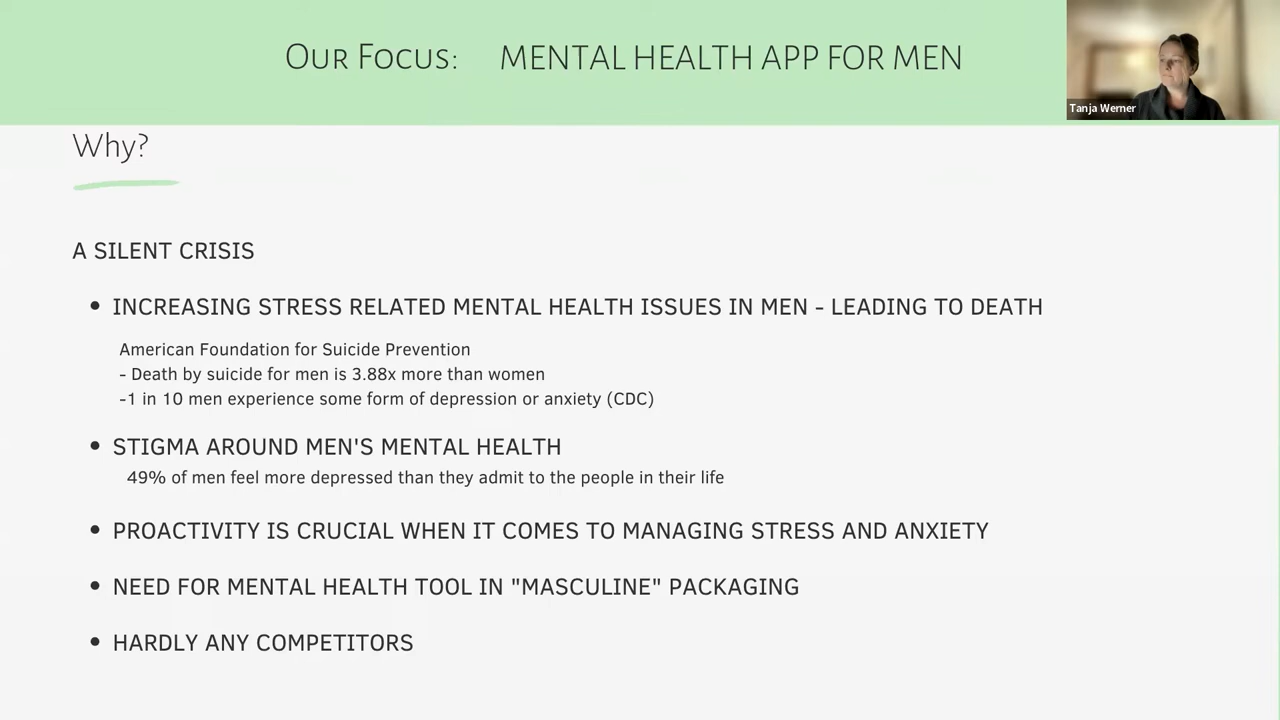 Our Focus: MENTAL HEALTH APP FOR MEN
Tanja Werner
Why?
A SILENT CRISIS
• INCREASING STRESS RELATED MENTAL HEALTH ISSUES IN MEN - LEADING TO DEATH
American Foundation for Suicide Prevention
- Death by suicide for men is 3.88x more than women
-1 in 10 men experience some form of depression or anxiety (CDC)
• STIGMA AROUND MEN'S MENTAL HEALTH
49% of men feel more depressed than they admit to the people in their life
• PROACTIVITY IS CRUCIAL WHEN IT COMES TO MANAGING STRESS AND ANXIETY
• NEED FOR MENTAL HEALTH TOOL IN "MASCULINE" PACKAGING
• HARDLY ANY COMPETITORS